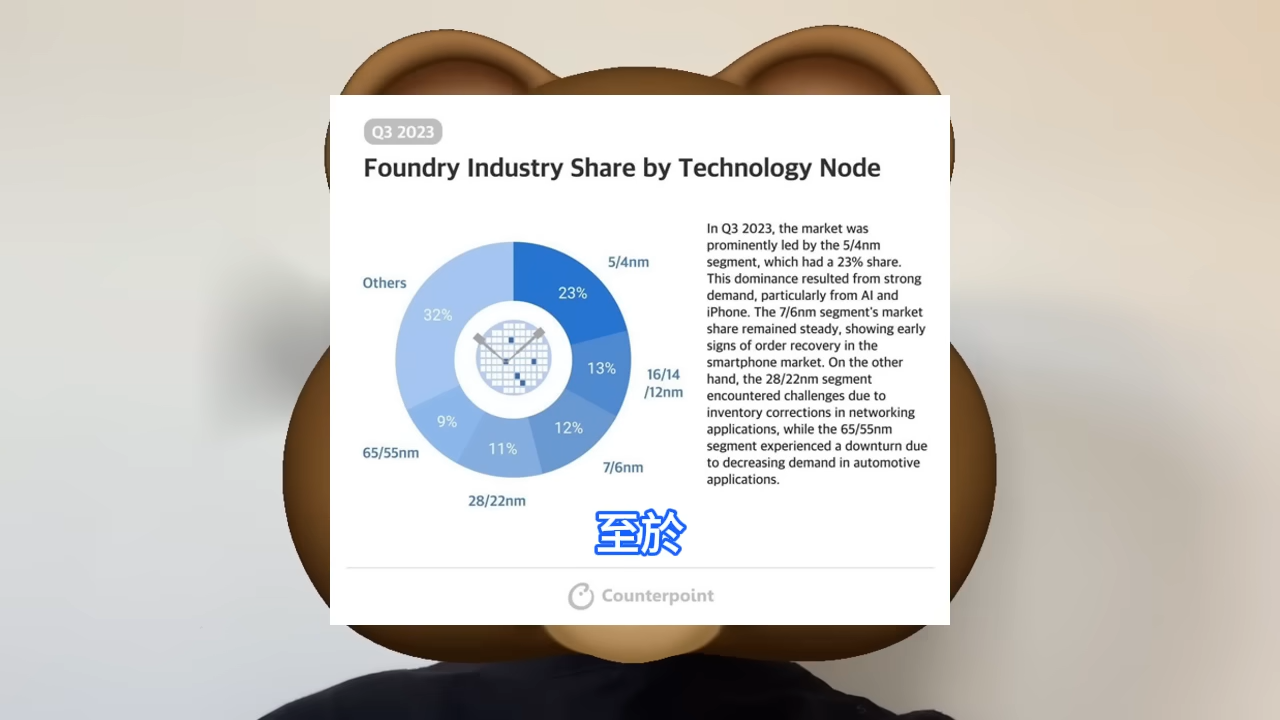 Q3 2023
Foundry Industry Share by Technology Node
5/4nm
23%
Others
32%
13%
16/14
/12nm
12%
7/6nm
11%
28/22nm
9%
65/55nm
In Q3 2023, the market was
prominently led by the 5/4nm
segment, which had a 23% share.
This dominance resulted from strong
demand, particularly from AI and
iPhone. The 7/6nm segment's market
share remained steady, showing early
signs of order recovery in the
smartphone market. On the other
hand, the 28/22nm segment
encountered challenges due to
inventory corrections in networking
applications, while the 65/55nm
segment experienced a downturn due
to decreasing demand in automotive
applications.
至於
Counterpoint